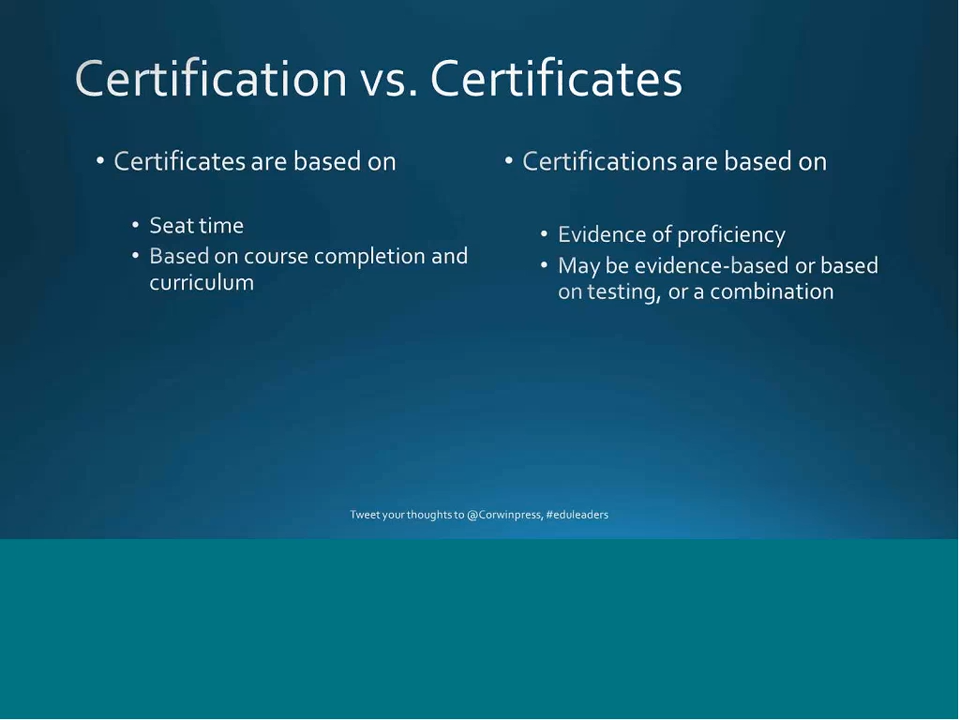 Certification vs. Certificates
• Certificates are based on
• Seat time
• Based on course completion and
curriculum
• Certifications are based on
• Evidence of proficiency
• May be evidence-based or based
on testing, or a combination
Tweet your thoughts to @Corwinpress, #eduleaders